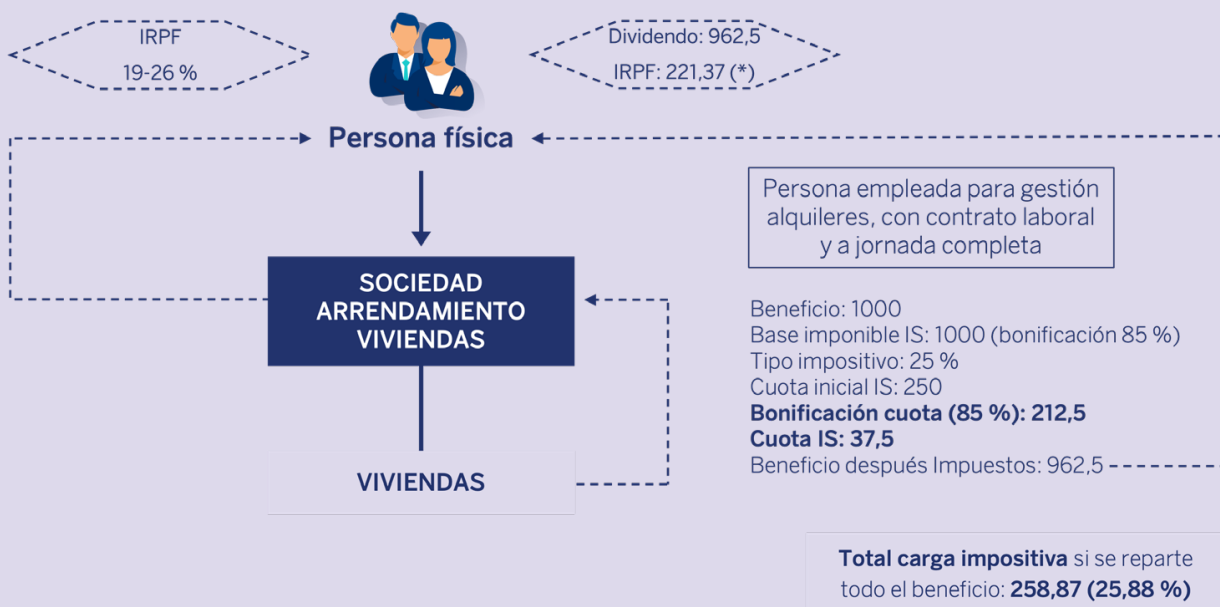 IRPF
19-26 %
Dividendo: 962,5
IRPF: 221,37 (*)
Persona física
Persona empleada para gestión
alquileres, con contrato laboral
y a jornada completa
SOCIEDAD
ARRENDAMIENTO
VIVIENDAS
Beneficio: 1000
Base imponible IS: 1000 (bonificación 85 %)
Tipo impositivo: 25 %
Cuota inicial IS: 250
Bonificación cuota (85 %): 212,5
Cuota IS: 37,5
Beneficio después Impuestos: 962,5
VIVIENDAS
Total carga impositiva si se reparte
todo el beneficio: 258,87 (25,88 %)